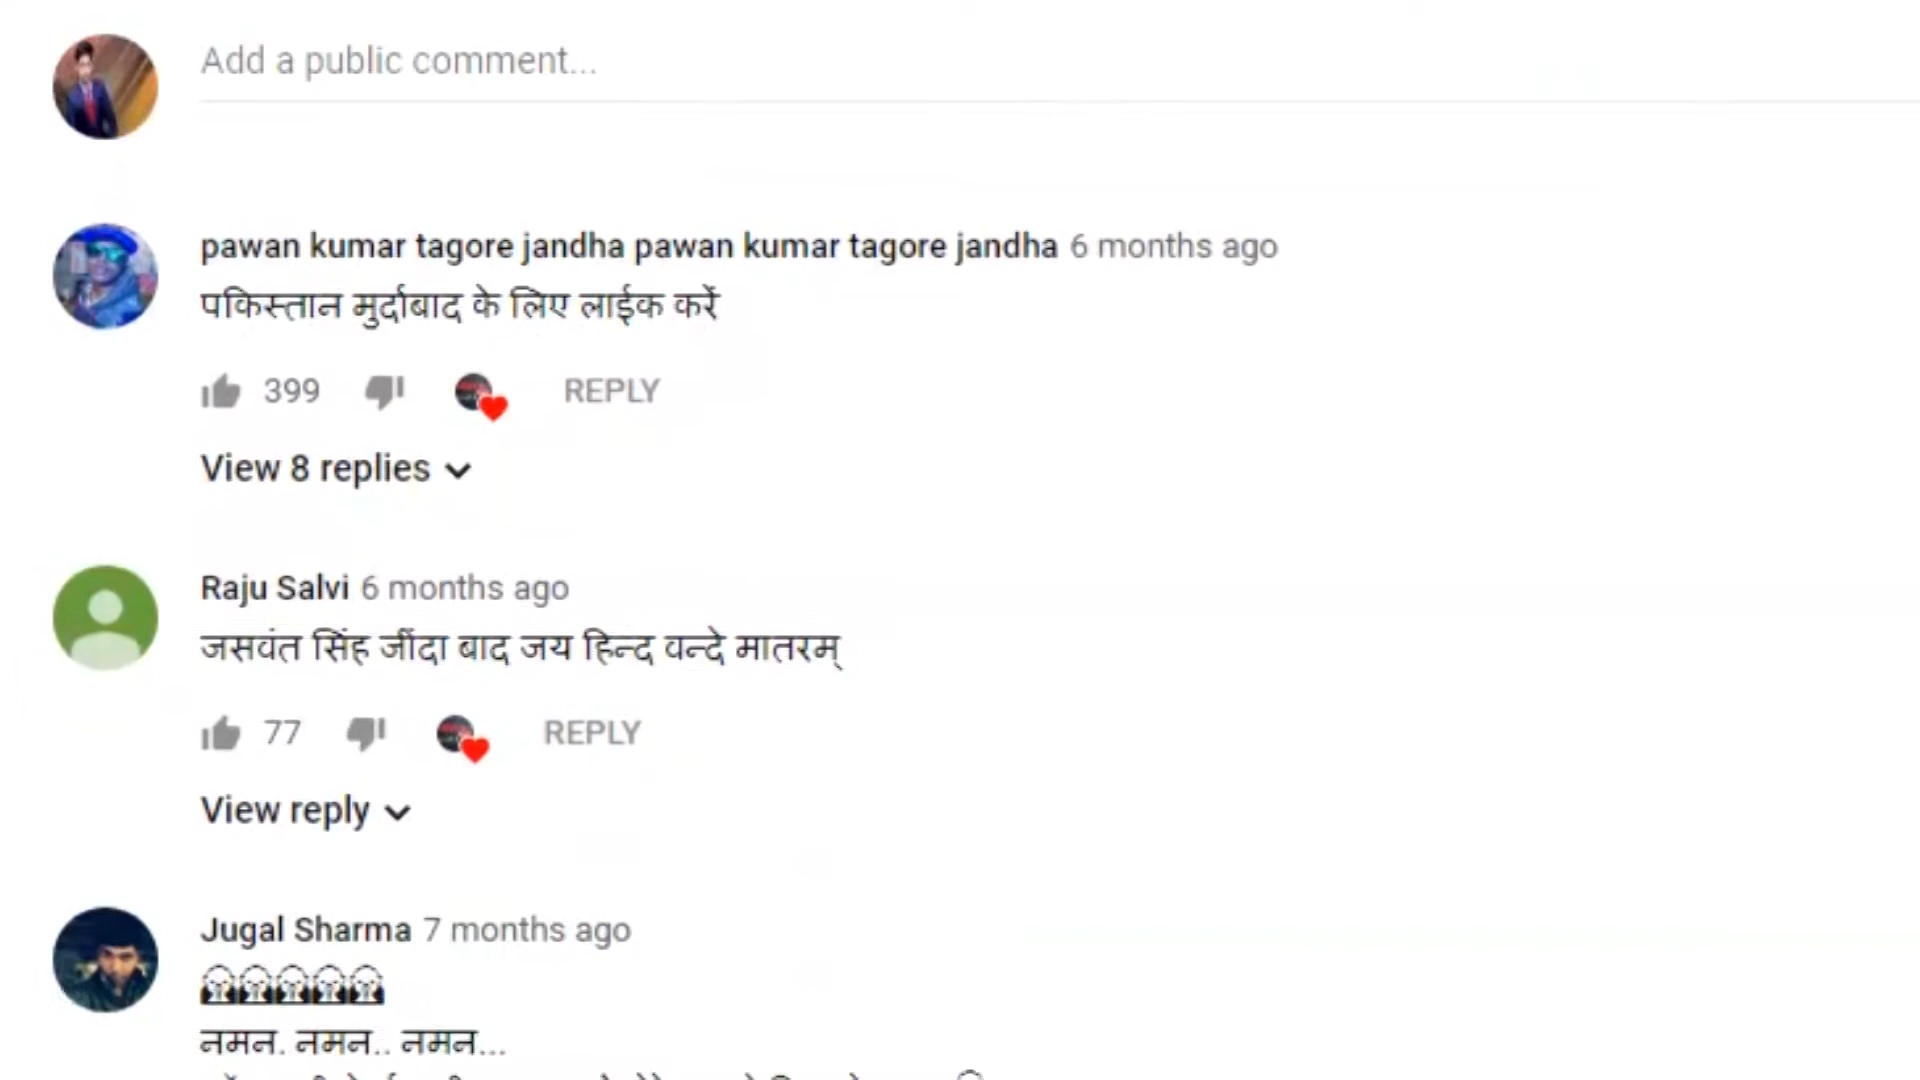 Add a public comment...
pawan kumar tagore jandha pawan kumar tagore jandha 6 months ago
पकिस्तान मुर्दाबाद के लिए लाईक करें
399 REPLY
View 8 replies
Raju Salvi 6 months ago
जसवंत सिंह जींदा बाद जय हिन्द वन्दे मातरम्
77 REPLY
View reply
Jugal Sharma 7 months ago
नमन. नमन.. नमन...